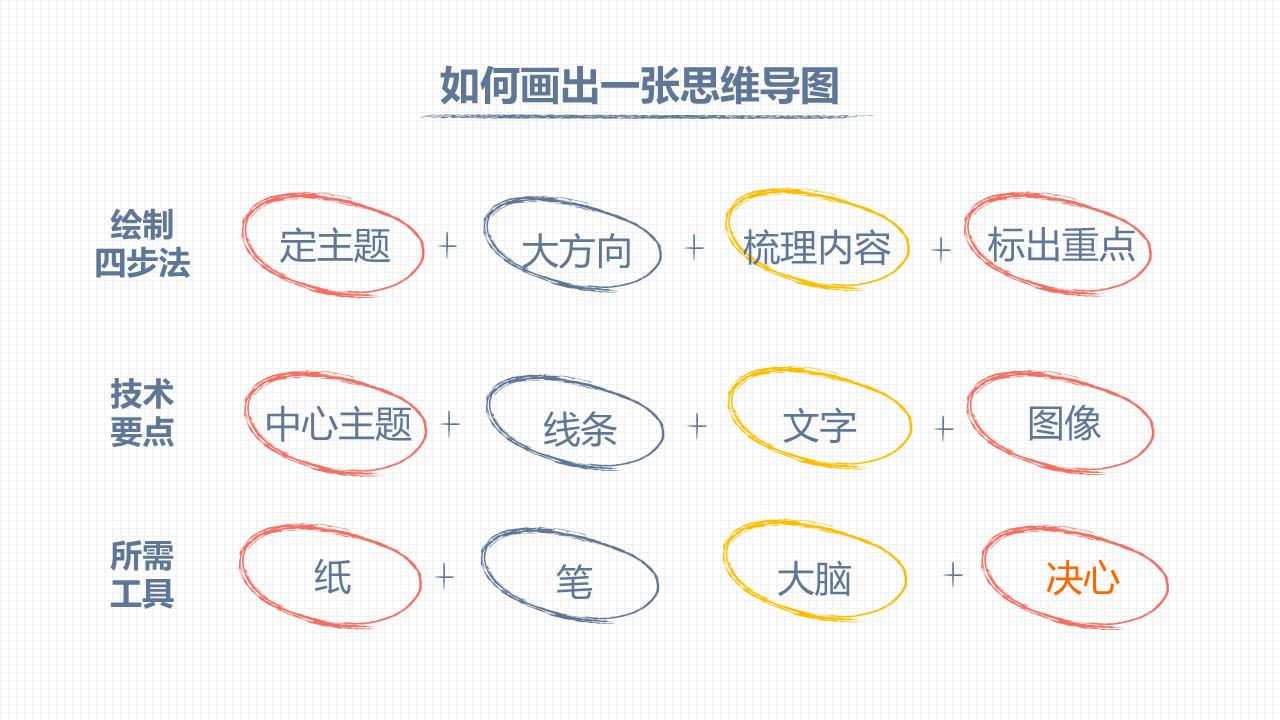 如何画出一张思维导图
绘制
四步法
定主题 + 大方向 + 梳理内容 + 标出重点
技术
要点
中心主题 + 线条 + 文字 + 图像
所需
工具
纸 + 笔 大脑 + 决心